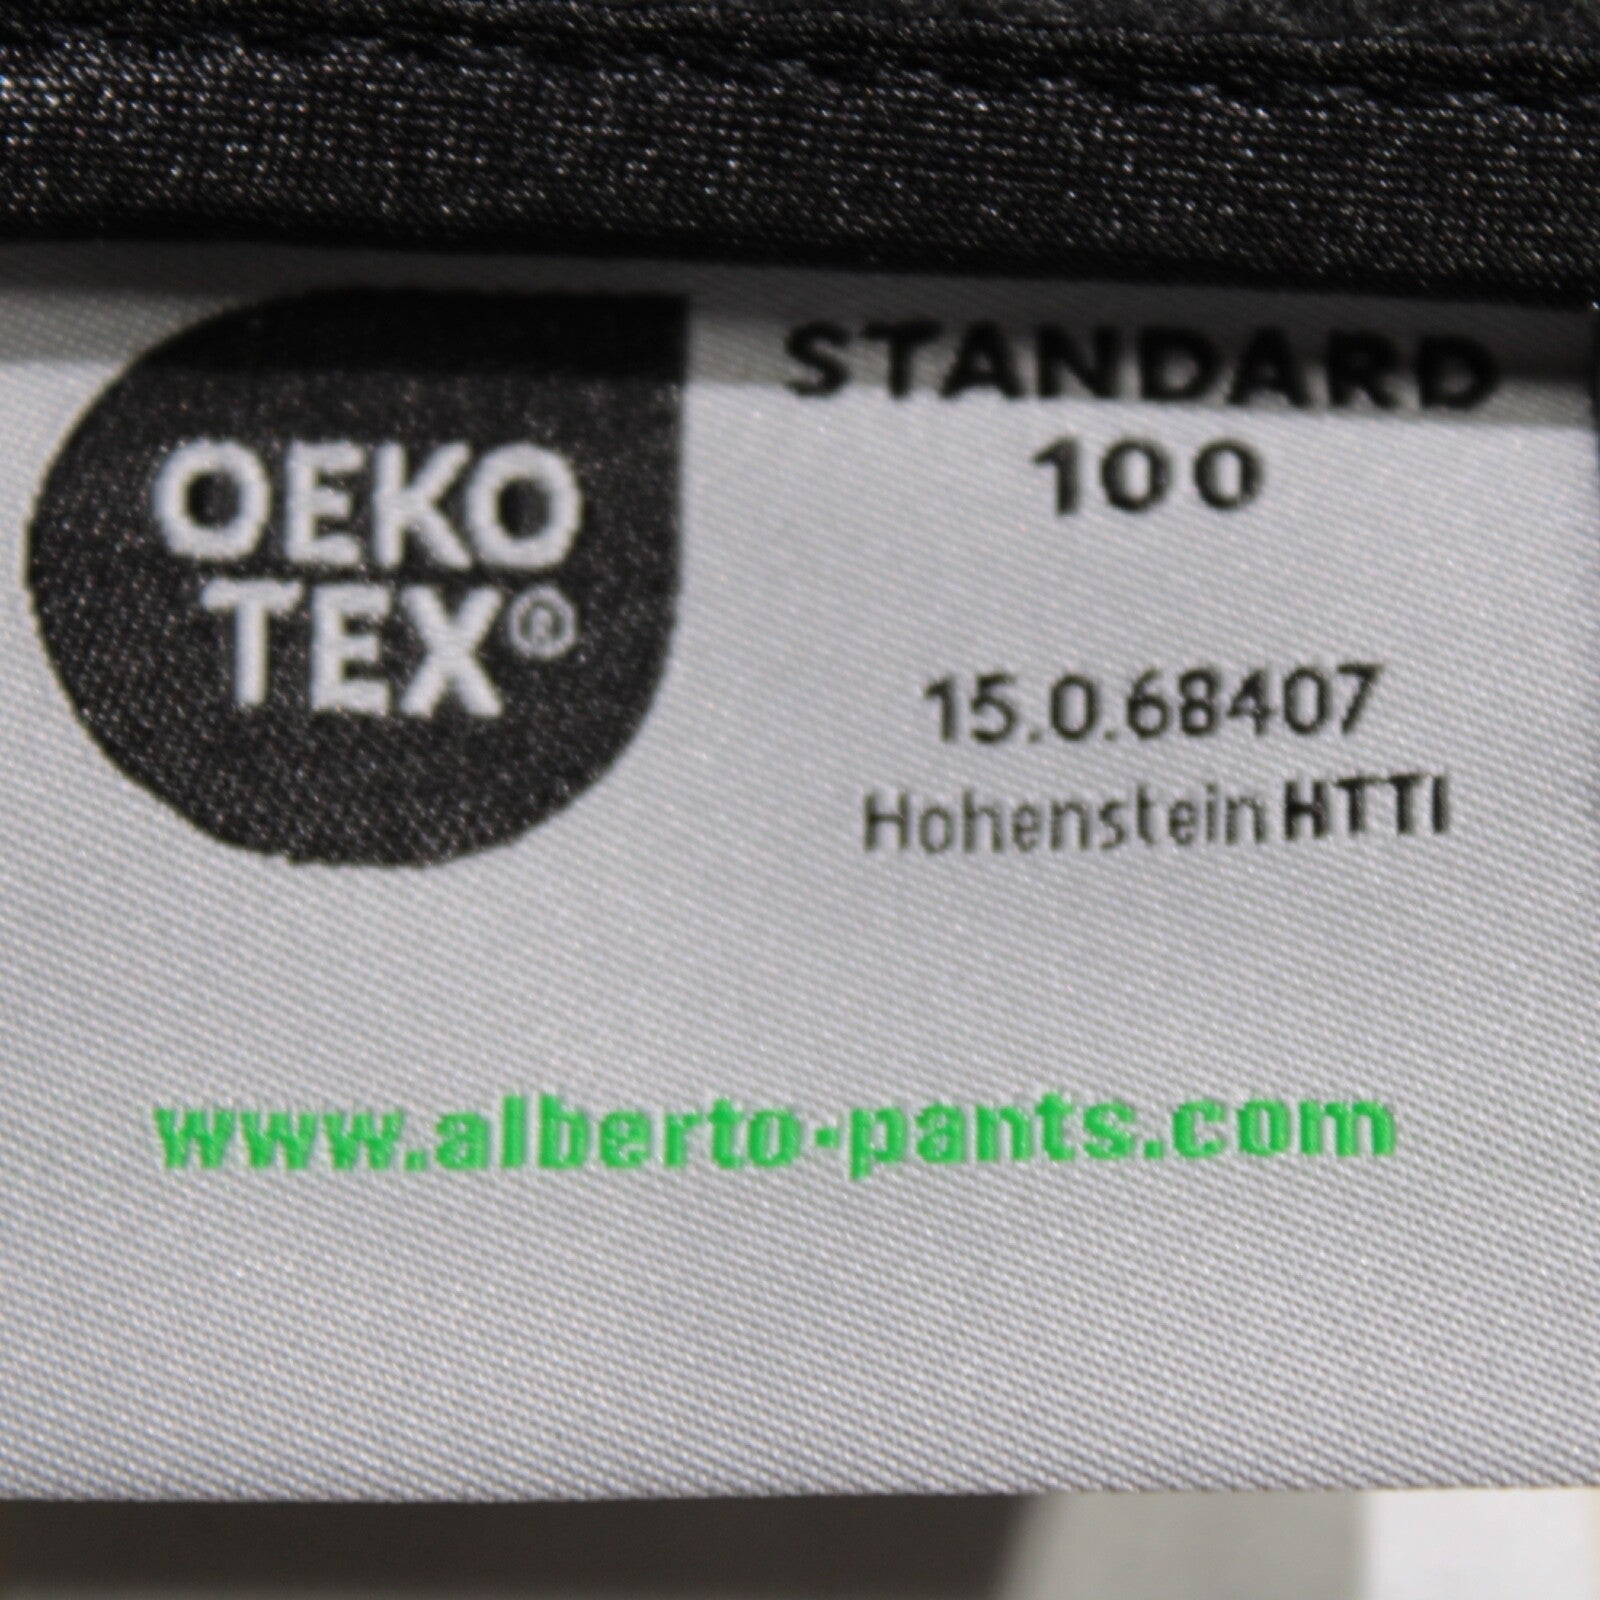 OEKO
TEX®
STANDARD
100
15.0.68407
Hohenstein HTTI
www.alberto-pants.com